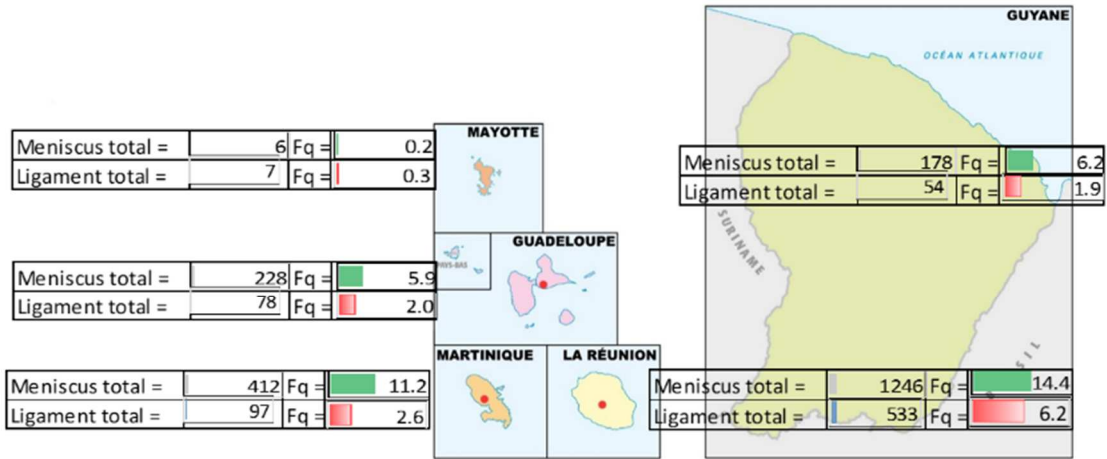 GUYANE
OCÉAN ATLANTIQUE
MAYOTTE
Meniscus total = 6 Fq = 0.2
Ligament total = 7 Fq = 0.3
Meniscus total = 178 Fq = 6.2
Ligament total = 54 Fq = 1.9
SURINAME
GUADELOUPE
PAYS-BAS
Meniscus total = 228 Fq = 5.9
Ligament total = 78 Fq = 2.0
MARTINIQUE
LA RÉUNION
Meniscus total = 412 Fq = 11.2
Ligament total = 97 Fq = 2.6
Meniscus total = 1246 Fq = 14.4
Ligament total = 533 Fq = 6.2